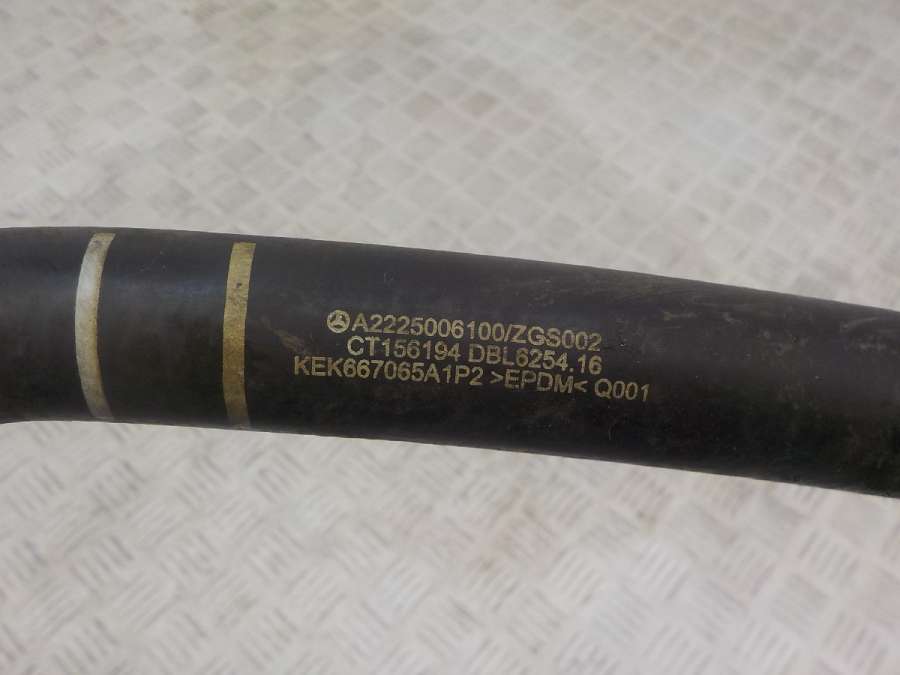 A2225006100/ZGS002
CT156194 DBL6254.16
KEK667065A1P2 >EPDM< Q001